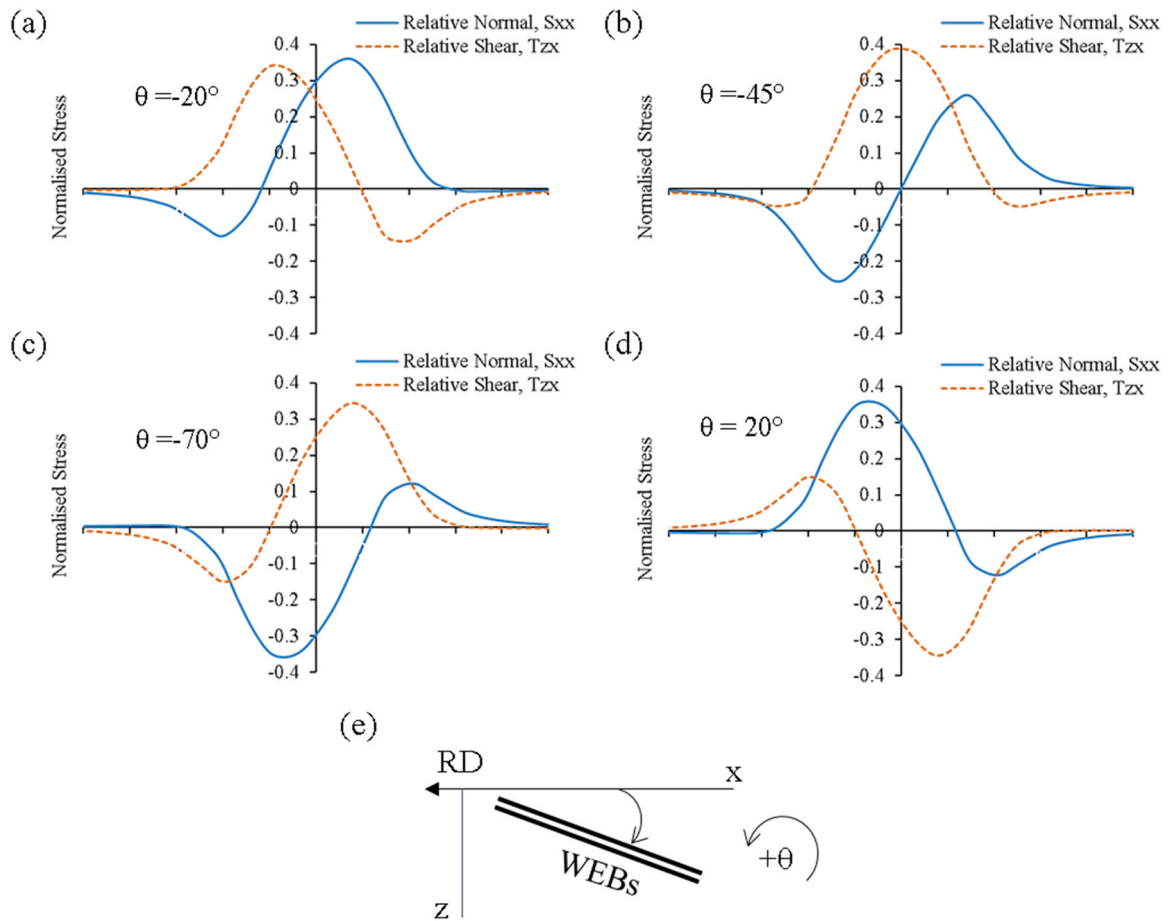 (a)
Relative Normal, Sxx
Relative Shear, Tzx
θ =-20°
Normalised Stress
0.4
0.3
0.2
0.1
0
-0.1
-0.2
-0.3
-0.4
(b)
Relative Normal, Sxx
Relative Shear, Tzx
θ =-45°
Normalised Stress
0.4
0.3
0.2
0.1
0
-0.1
-0.2
-0.3
-0.4
(c)
Relative Normal, Sxx
Relative Shear, Tzx
θ =-70°
Normalised Stress
0.4
0.3
0.2
0.1
0
-0.1
-0.2
-0.3
-0.4
(d)
Relative Normal, Sxx
Relative Shear, Tzx
θ = 20°
Normalised Stress
0.4
0.3
0.2
0.1
0
-0.1
-0.2
-0.3
-0.4
(e)
RD
x
WEBs
+θ
z